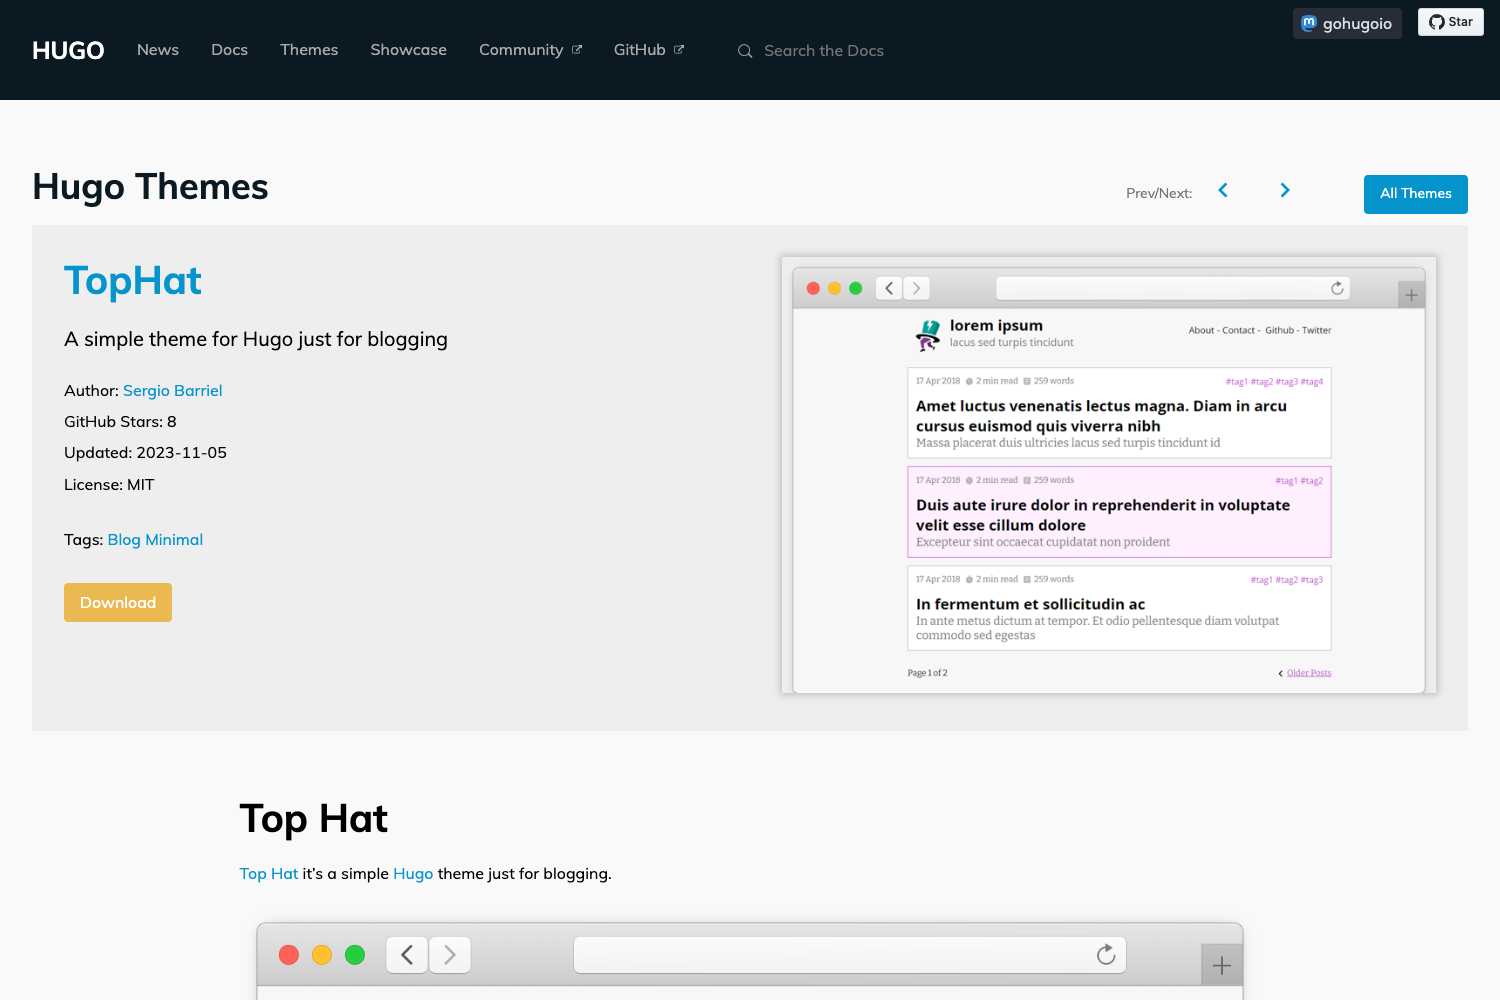 HUGO News Docs Themes Showcase Community GitHub Search the Docs gohugoio Star
Hugo Themes Prev/Next: All Themes
TopHat
A simple theme for Hugo just for blogging
Author: Sergio Barriel
GitHub Stars: 8
Updated: 2023-11-05
License: MIT
Tags: Blog Minimal
Download
lorem ipsum
lacus sed turpis tincidunt
About - Contact - Github - Twitter
17 Apr 2018 2 min read 259 words #tag1 #tag2 #tag3 #tag4
Amet luctus venenatis lectus magna. Diam in arcu
cursus euismod quis viverra nibh
Massa placerat duis ultricies lacus sed turpis tincidunt id
17 Apr 2018 2 min read 259 words #tag1 #tag2
Duis aute irure dolor in reprehenderit in voluptate
velit esse cillum dolore
Excepteur sint occaecat cupidatat non proident
17 Apr 2018 2 min read 259 words #tag1 #tag2 #tag3
In fermentum et sollicitudin ac
In ante metus dictum at tempor. Et odio pellentesque diam volutpat
commodo sed egestas
Page 1 of 2 Older Posts
Top Hat
Top Hat it's a simple Hugo theme just for blogging.